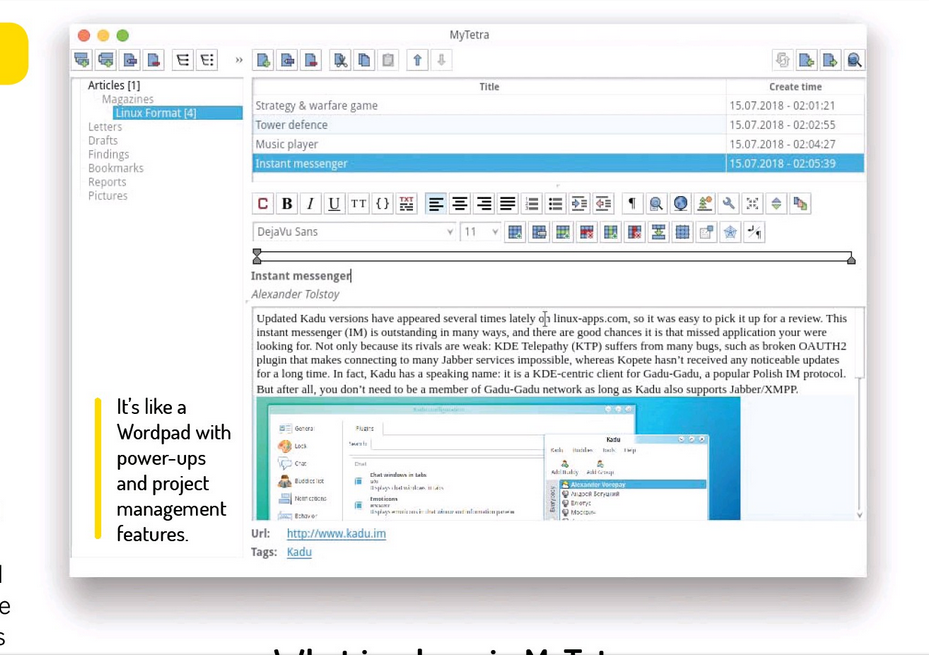 MyTetra
Articles [1]
Magazines
Linux Format [4]
Letters
Drafts
Findings
Bookmarks
Reports
Pictures
Title Create time
Strategy & warfare game 15.07.2018 - 02:01:21
Tower defence 15.07.2018 - 02:02:55
Music player 15.07.2018 - 02:04:27
Instant messenger 15.07.2018 - 02:05:39
C B I U TT {} TXT
DejaVu Sans 11
Instant messenger
Alexander Tolstoy
Updated Kadu versions have appeared several times lately on linux-apps.com, so it was easy to pick it up for a review. This
instant messenger (IM) is outstanding in many ways, and there are good chances it is that missed application your were
looking for. Not only because its rivals are weak: KDE Telepathy (KTP) suffers from many bugs, such as broken OAUTH2
plugin that makes connecting to many Jabber services impossible, whereas Kopete hasn't received any noticeable updates
for a long time. In fact, Kadu has a speaking name: it is a KDE-centric client for Gadu-Gadu, a popular Polish IM protocol.
But after all, you don't need to be a member of Gadu-Gadu network as long as Kadu also supports Jabber/XMPP.
General
Look
Chat
Buddies list
Notifications
Behavior
Plugins
Search:
Chat
Chat windows in tabs
Displays chat windows in tabs
Emoticons
Kadu
Kadu Buddies Tools Help
Add Buddy Add Group
Url: http://www.kadu.im
Tags: Kadu
It's like a
Wordpad with
power-ups
and project
management
features.